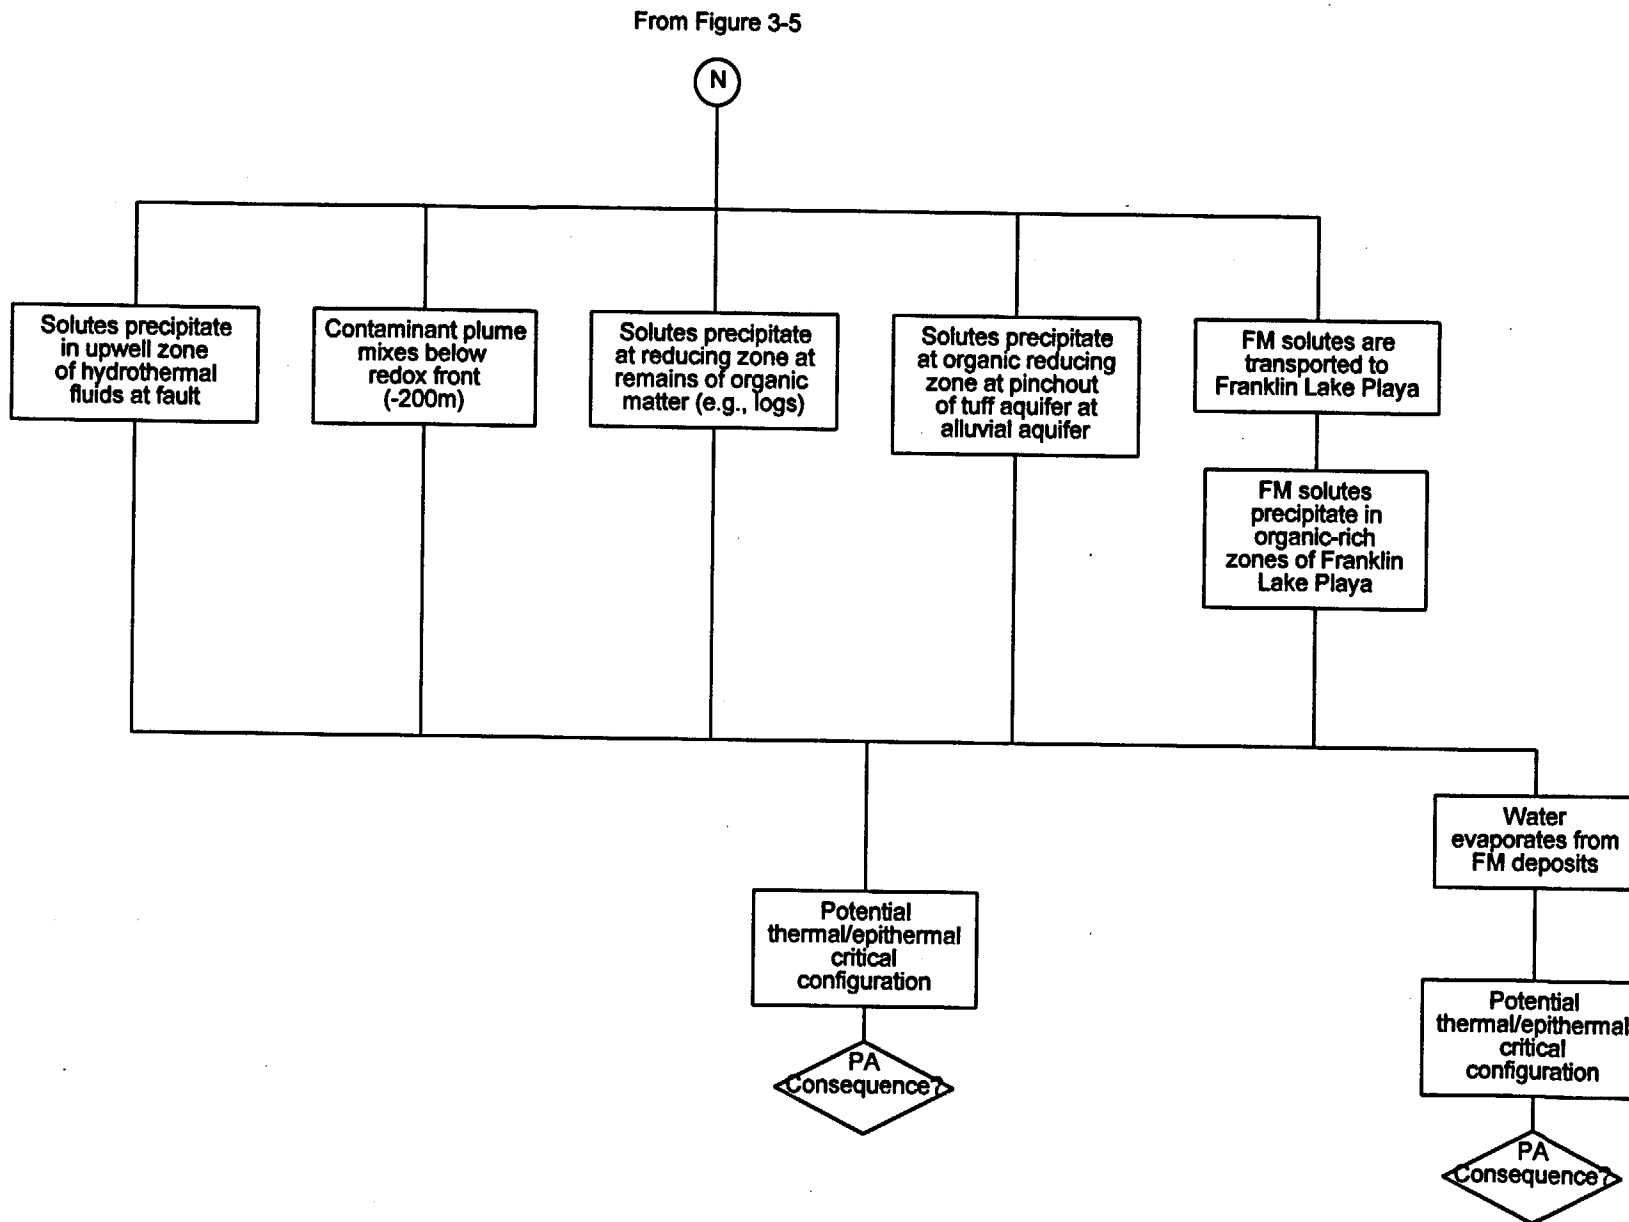 From Figure 3-5
N
Solutes precipitate
in upwell zone
of hydrothermal
fluids at fault
Contaminant plume
mixes below
redox front
(-200m)
Solutes precipitate
at reducing zone at
remains of organic
matter (e.g., logs)
Solutes precipitate
at organic reducing
zone at pinchout
of tuff aquifer at
alluvial aquifer
FM solutes are
transported to
Franklin Lake Playa
FM solutes
precipitate in
organic-rich
zones of Franklin
Lake Playa
Water
evaporates from
FM deposits
Potential
thermal/epithermal
critical
configuration
PA
Consequence?
Potential
thermal/epithermal
critical
configuration
PA
Consequence?